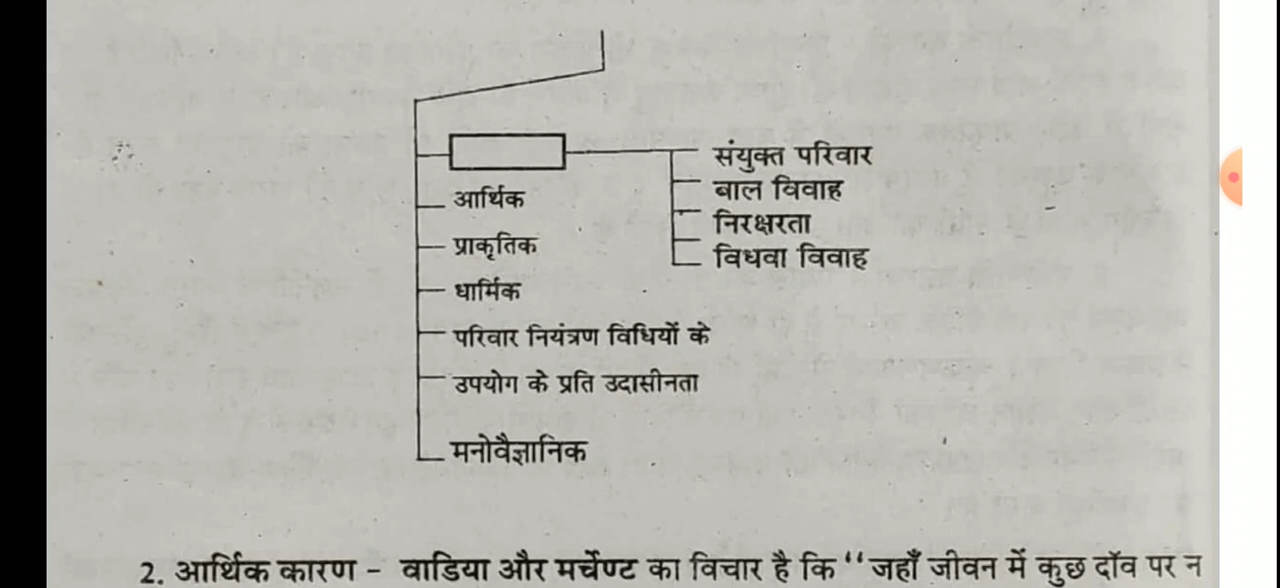 संयुक्त परिवार
बाल विवाह
निरक्षरता
विधवा विवाह
आर्थिक
प्राकृतिक
धार्मिक
परिवार नियंत्रण विधियों के
उपयोग के प्रति उदासीनता
मनोवैज्ञानिक
2. आर्थिक कारण - वाडिया और मर्चेण्ट का विचार है कि "जहाँ जीवन में कुछ दॉव पर न